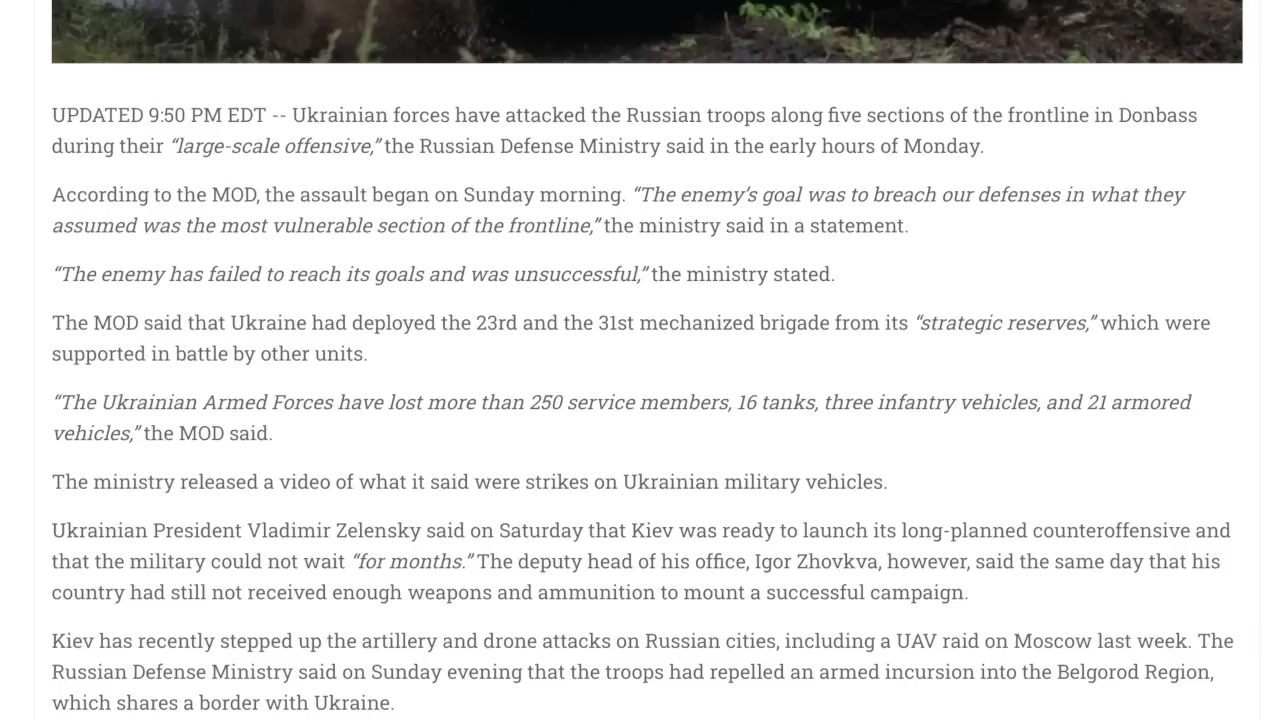 UPDATED 9:50 PM EDT -- Ukrainian forces have attacked the Russian troops along five sections of the frontline in Donbass
during their “large-scale offensive,” the Russian Defense Ministry said in the early hours of Monday.
According to the MOD, the assault began on Sunday morning. “The enemy’s goal was to breach our defenses in what they
assumed was the most vulnerable section of the frontline,” the ministry said in a statement.
“The enemy has failed to reach its goals and was unsuccessful,” the ministry stated.
The MOD said that Ukraine had deployed the 23rd and the 31st mechanized brigade from its “strategic reserves,” which were
supported in battle by other units.
“The Ukrainian Armed Forces have lost more than 250 service members, 16 tanks, three infantry vehicles, and 21 armored
vehicles,” the MOD said.
The ministry released a video of what it said were strikes on Ukrainian military vehicles.
Ukrainian President Vladimir Zelensky said on Saturday that Kiev was ready to launch its long-planned counteroffensive and
that the military could not wait “for months.” The deputy head of his office, Igor Zhovkva, however, said the same day that his
country had still not received enough weapons and ammunition to mount a successful campaign.
Kiev has recently stepped up the artillery and drone attacks on Russian cities, including a UAV raid on Moscow last week. The
Russian Defense Ministry said on Sunday evening that the troops had repelled an armed incursion into the Belgorod Region,
which shares a border with Ukraine.